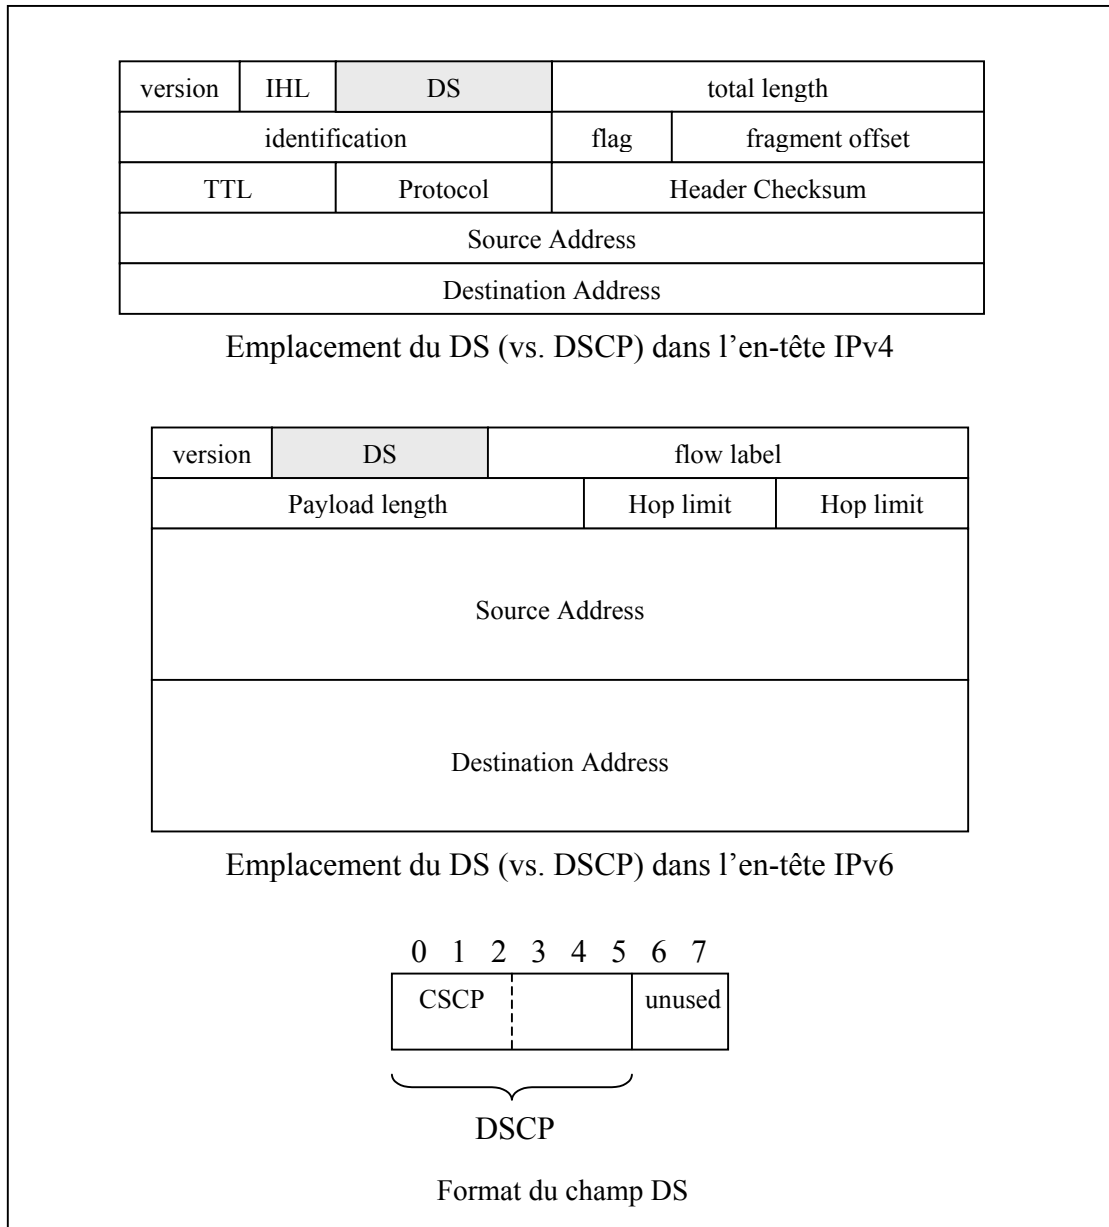 version IHL DS total length
identification flag fragment offset
TTL Protocol Header Checksum
Source Address
Destination Address
Emplacement du DS (vs. DSCP) dans l'en-tête IPv4
version DS flow label
Payload length Hop limit Hop limit
Source Address
Destination Address
Emplacement du DS (vs. DSCP) dans l'en-tête IPv6
0 1 2 3 4 5 6 7
CSCP unused
DSCP
Format du champ DS